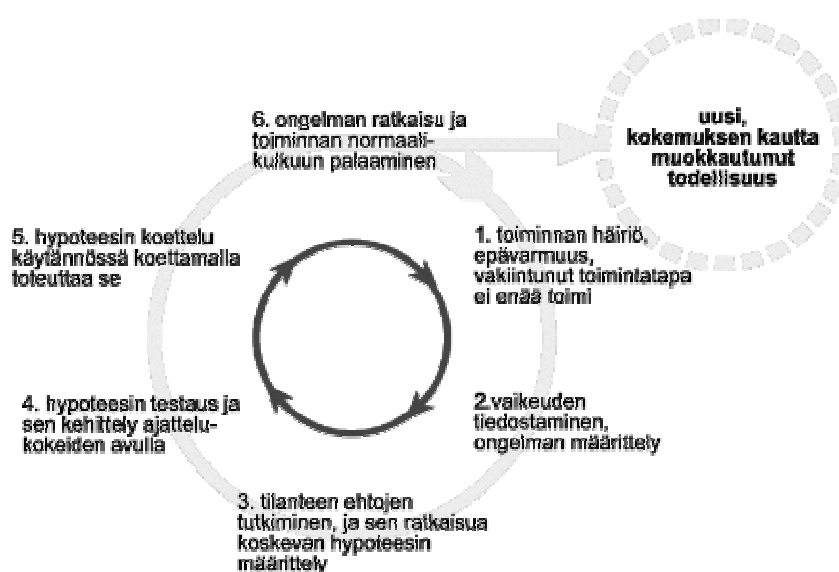 6. ongelman ratkaisu ja
toiminnan normaali-
kulkuun palaaminen
uusi,
kokemuksen kautta
muokkautunut
todellisuus
1. toiminnan häiriö,
epävarmuus,
vakiintunut toimintatapa
ei enää toimi
2.vaikeuden
tiedostaminen,
ongelman määrittely
3. tilanteen ehtojen
tutkiminen, ja sen ratkaisua
koskevan hypoteesin
määrittely
4. hypoteesin testaus ja
sen kehittely ajattelu-
kokeiden avulla
5. hypoteesin koettelu
käytännössä koettamalla
toteuttaa se